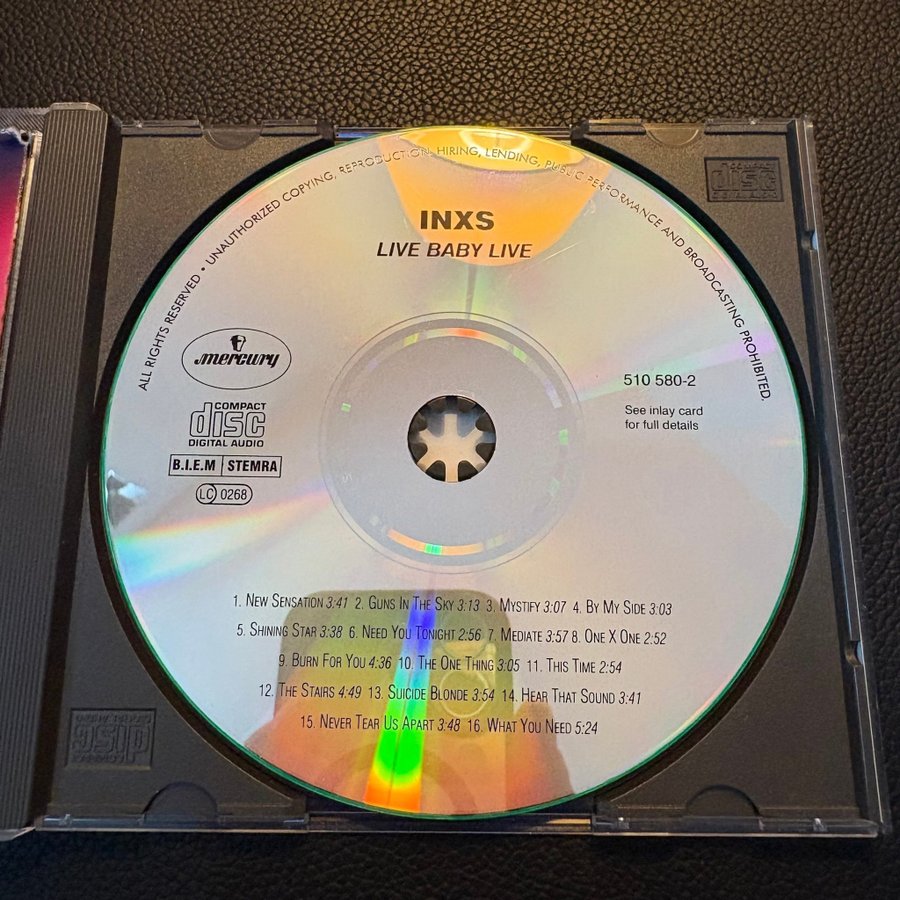 ALL RIGHTS RESERVED • UNAUTHORIZED COPYING, REPRODUCTION, HIRING, LENDING, PUBLIC PERFORMANCE AND BROADCASTING PROHIBITED.
INXS
LIVE BABY LIVE
mercury
510 580-2
COMPACT
disc
DIGITAL AUDIO
See inlay card
for full details
B.I.E.M STEMRA
LC 0268
1. NEW SENSATION 3:41 2. GUNS IN THE SKY 3:13 3. MYSTIFY 3:07 4. BY MY SIDE 3:03
5. SHINING STAR 3:38 6. NEED YOU TONIGHT 2:56 7. MEDIATE 3:57 8. ONE X ONE 2:52
9. BURN FOR YOU 4:36 10. THE ONE THING 3:05 11. THIS TIME 2:54
12. THE STAIRS 4:49 13. SUICIDE BLONDE 3:54 14. HEAR THAT SOUND 3:41
15. NEVER TEAR US APART 3:48 16. WHAT YOU NEED 5:24
disc
disc